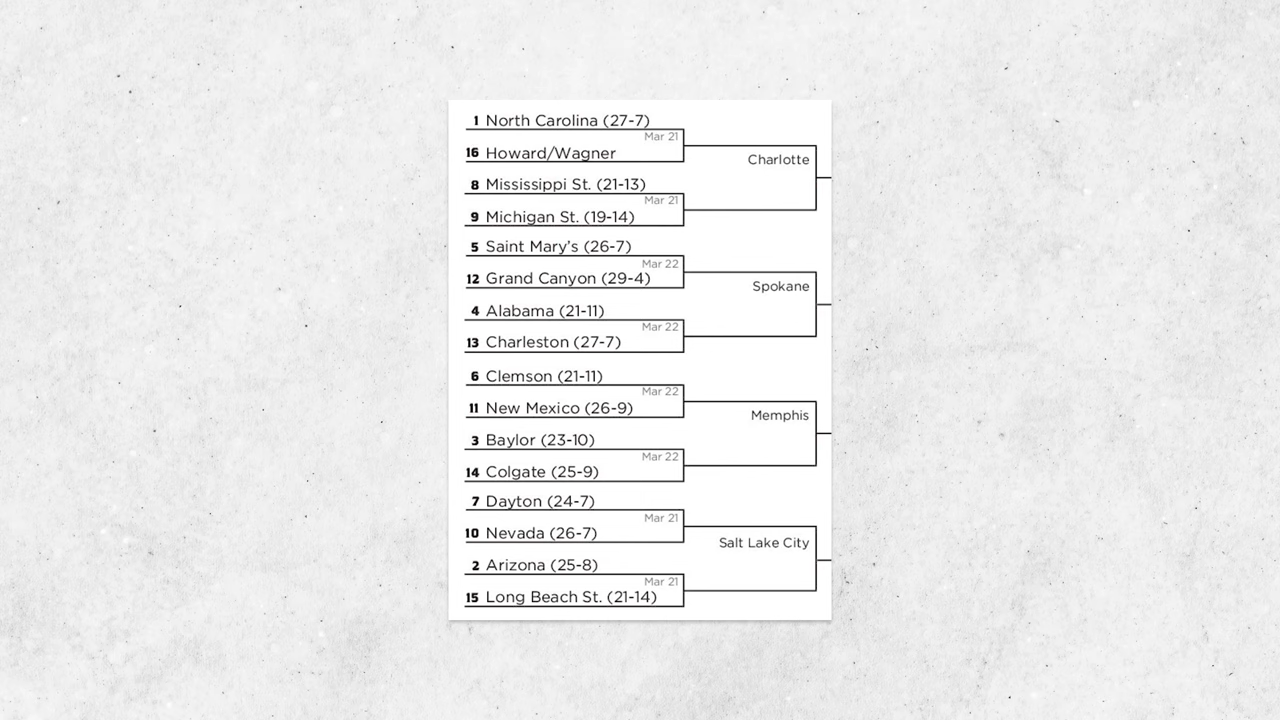 1 North Carolina (27-7)
Mar 21
16 Howard/Wagner
Charlotte
8 Mississippi St. (21-13)
Mar 21
9 Michigan St. (19-14)
5 Saint Mary's (26-7)
Mar 22
12 Grand Canyon (29-4)
Spokane
4 Alabama (21-11)
Mar 22
13 Charleston (27-7)
6 Clemson (21-11)
Mar 22
11 New Mexico (26-9)
Memphis
3 Baylor (23-10)
Mar 22
14 Colgate (25-9)
7 Dayton (24-7)
Mar 21
10 Nevada (26-7)
Salt Lake City
2 Arizona (25-8)
Mar 21
15 Long Beach St. (21-14)